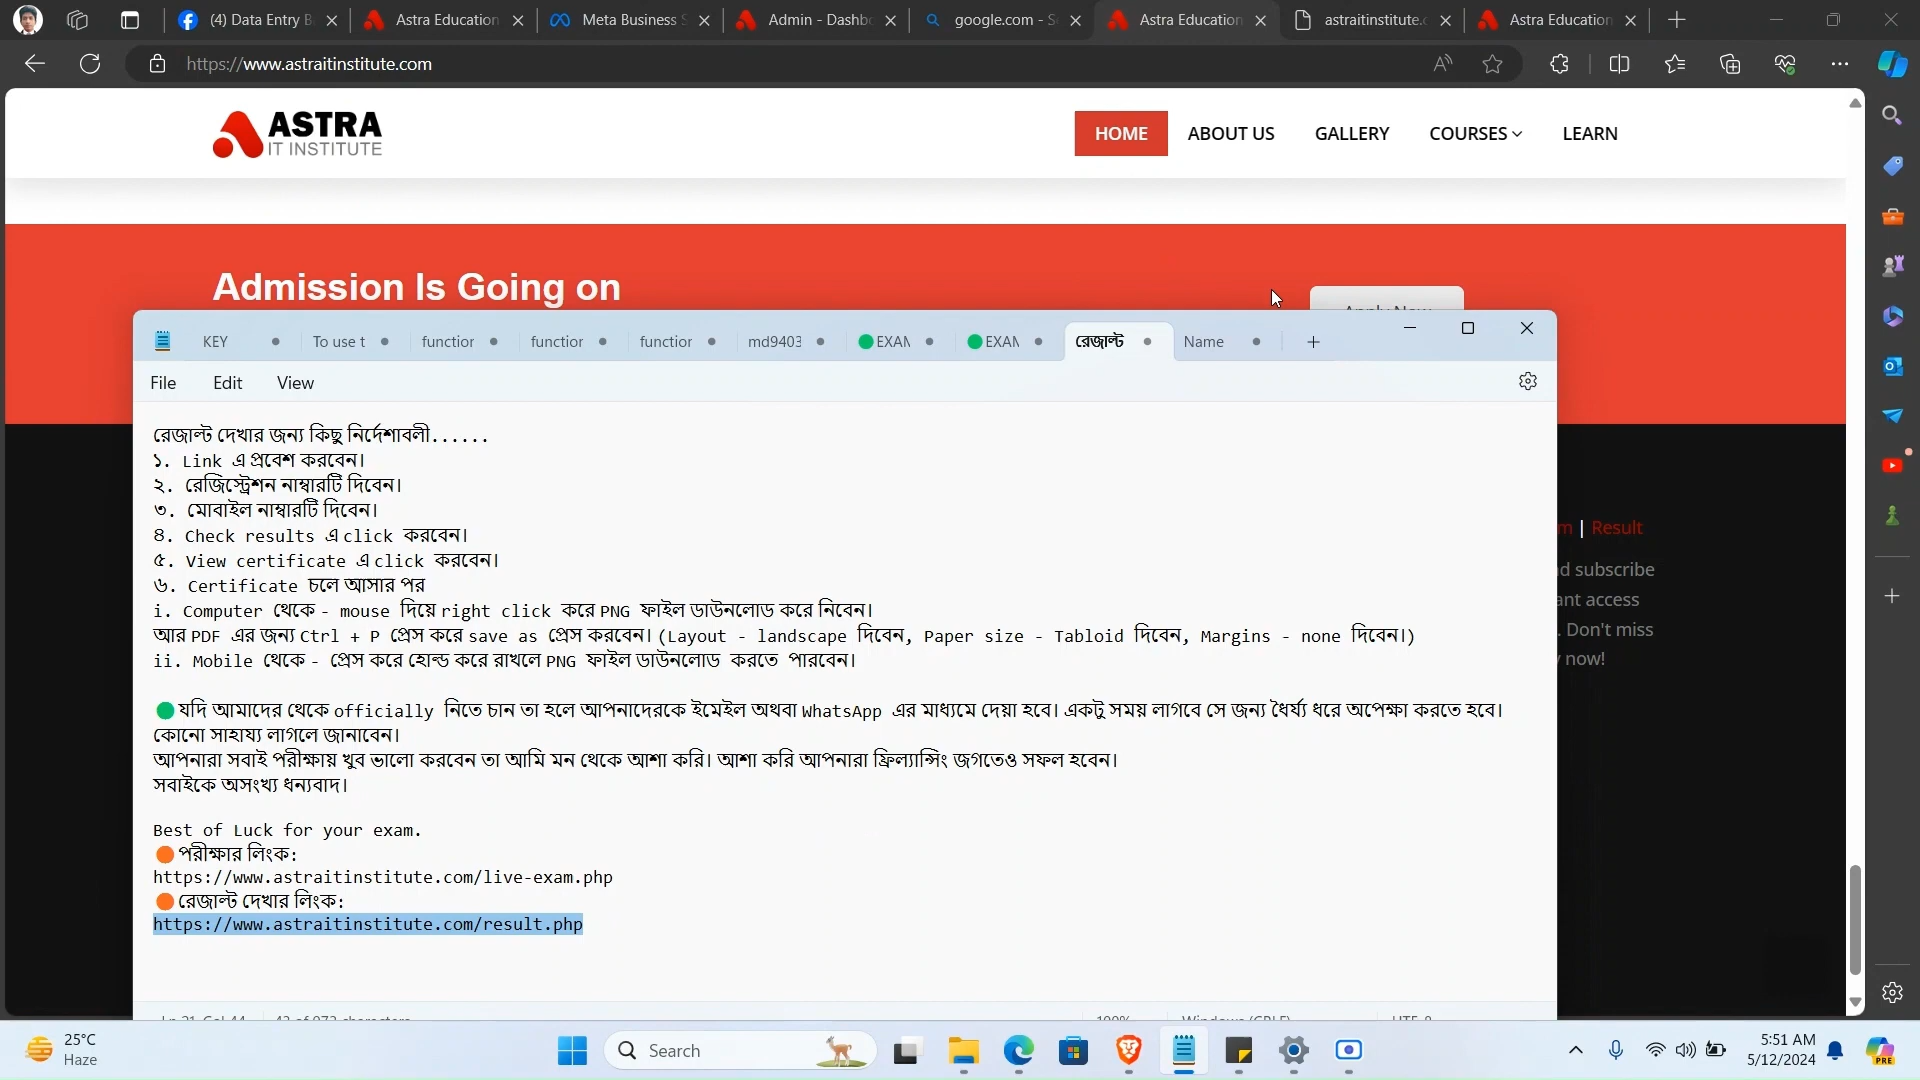 (4) Data Entry B
Astra Education
Meta Business S
Admin - Dashbo
google.com - S
Astra Education
astraitinstitute.c
Astra Education
https://www.astraitinstitute.com
ASTRA
IT INSTITUTE
HOME
ABOUT US
GALLERY
COURSES
LEARN
Admission Is Going on
Apply Now
KEY
To use t
function
function
function
md9403
EXAM
EXAM
রেজাল্ট
Name
File
Edit
View
রেজাল্ট দেখার জন্য কিছু নির্দেশাবলী......
১. Link এ প্রবেশ করবেন।
২. রেজিস্ট্রেশন নাম্বারটি দিবেন।
৩. মোবাইল নাম্বারটি দিবেন।
৪. Check results এ click করবেন।
৫. View certificate এ click করবেন।
৬. Certificate চলে আসার পর
i. Computer থেকে - mouse দিয়ে right click করে PNG ফাইল ডাউনলোড করে নিবেন।
আর PDF এর জন্য Ctrl + P প্রেস করে save as প্রেস করবেন। (Layout - landscape দিবেন, Paper size - Tabloid দিবেন, Margins - none দিবেন।)
ii. Mobile থেকে - প্রেস করে হোল্ড করে রাখলে PNG ফাইল ডাউনলোড করতে পারবেন।
যদি আমাদের থেকে officially নিতে চান তা হলে আপনাদেরকে ইমেইল অথবা WhatsApp এর মাধ্যমে দেয়া হবে। একটু সময় লাগবে সে জন্য ধৈর্য্য ধরে অপেক্ষা করতে হবে।
কোনো সাহায্য লাগলে জানাবেন।
আপনারা সবাই পরীক্ষায় খুব ভালো করবেন তা আমি মন থেকে আশা করি। আশা করি আপনারা ফ্রিল্যান্সিং জগতেও সফল হবেন।
সবাইকে অসংখ্য ধন্যবাদ।
Best of Luck for your exam.
পরীক্ষার লিংক:
https://www.astraitinstitute.com/live-exam.php
রেজাল্ট দেখার লিংক:
https://www.astraitinstitute.com/result.php
m | Result
d subscribe
ant access
. Don't miss
y now!
25°C
Haze
Search
5:51 AM
5/12/2024
PRE